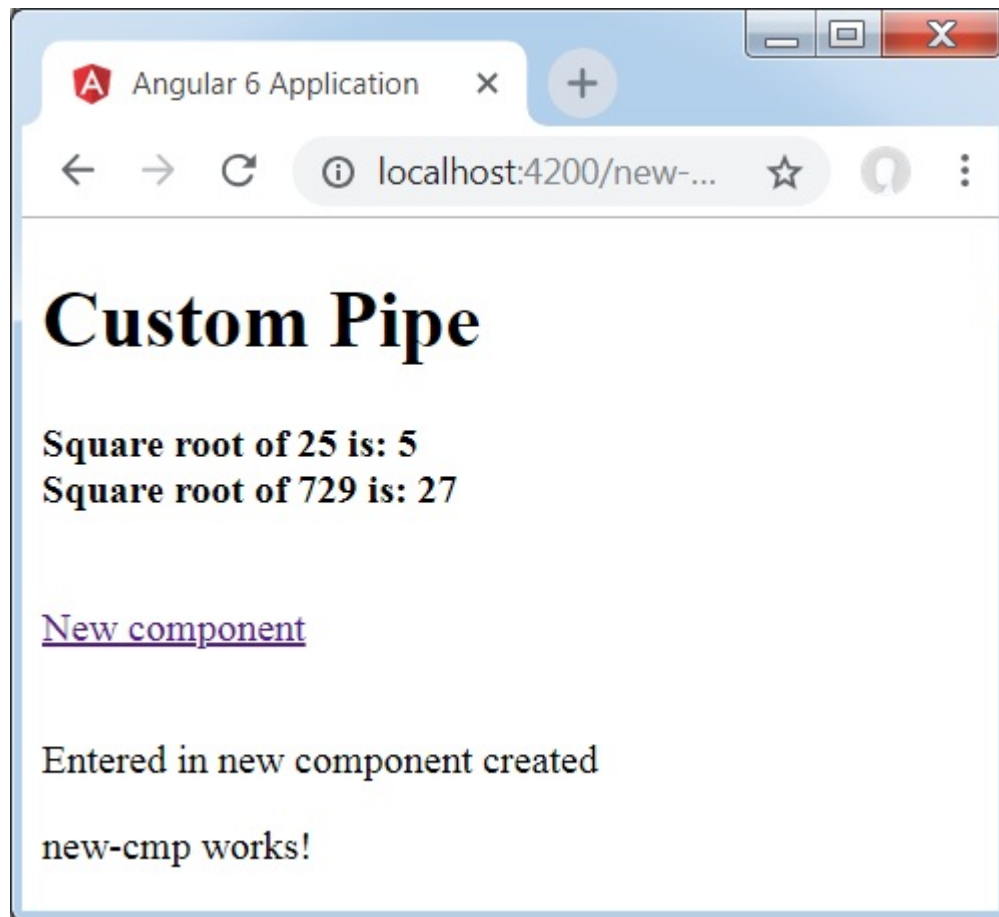 Angular 6 Application
localhost:4200/new-...
Custom Pipe
Square root of 25 is: 5
Square root of 729 is: 27
New component
Entered in new component created
new-cmp works!